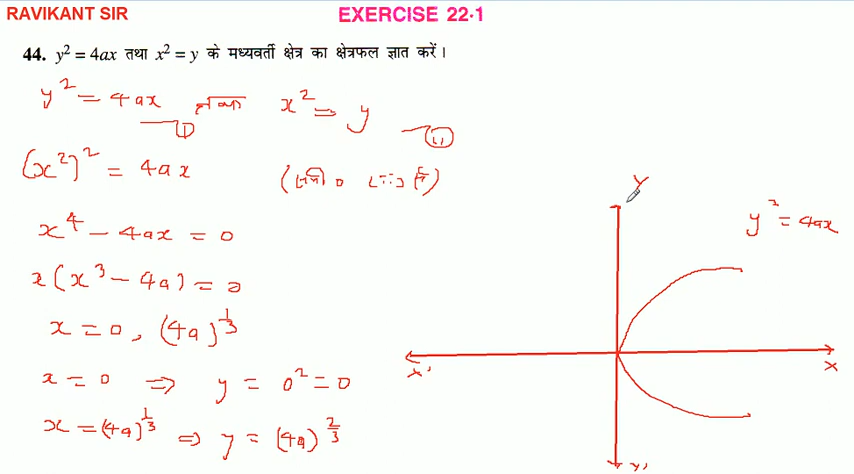 RAVIKANT SIR
EXERCISE 22·1
44. y² = 4ax तथा x² = y के मध्यवर्ती क्षेत्र का क्षेत्रफल ज्ञात करें।
y² = 4ax x² = y
(x²)² = 4ax
x⁴ - 4ax = 0
x(x³ - 4a) = 0
x = 0, (4a)^1/3
x = 0 ⇒ y = 0² = 0
x = (4a)^1/3 ⇒ y = (4a)^2/3
Y
y² = 4ax
X'
X
Y'